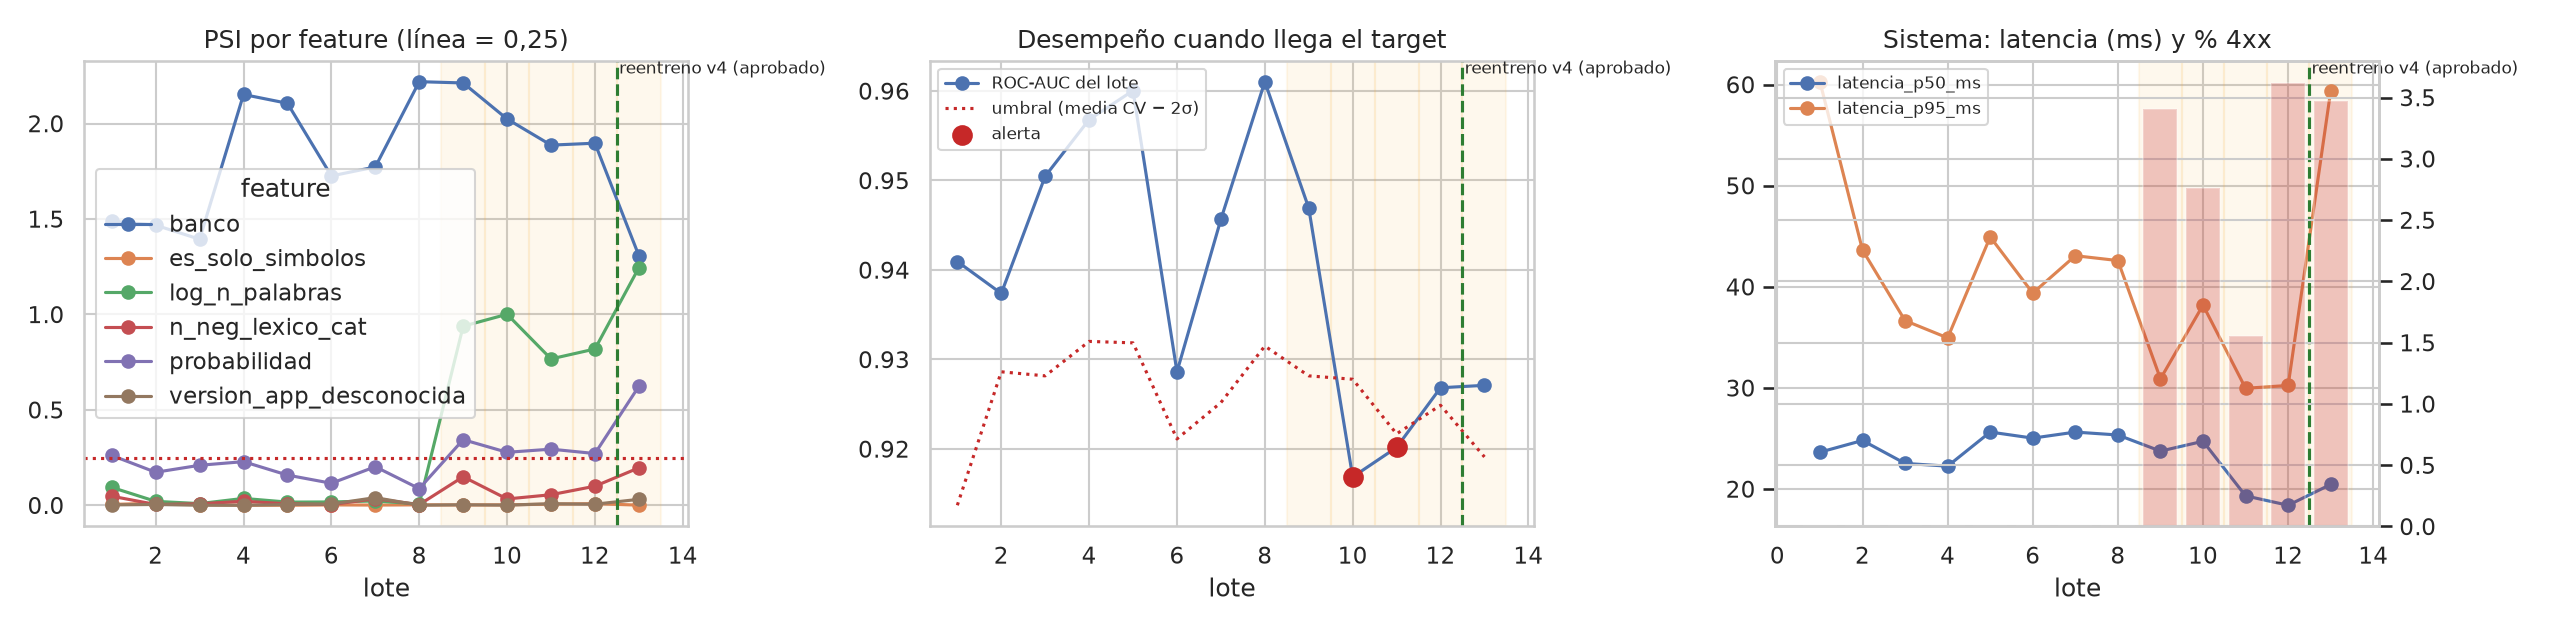 PSI por feature (línea = 0,25)
reentreno v4 (aprobado)
2.0
1.5
1.0
0.5
0.0
feature
banco
es_solo_simbolos
log_n_palabras
n_neg_lexico_cat
probabilidad
version_app_desconocida
2 4 6 8 10 12 14
lote
Desempeño cuando llega el target
reentreno v4 (aprobado)
0.96
0.95
0.94
0.93
0.92
ROC-AUC del lote
umbral (media CV − 2σ)
alerta
2 4 6 8 10 12 14
lote
Sistema: latencia (ms) y % 4xx
reentreno v4 (aprobado)
60
50
40
30
20
latencia_p50_ms
latencia_p95_ms
3.5
3.0
2.5
2.0
1.5
1.0
0.5
0.0
0 2 4 6 8 10 12 14
lote